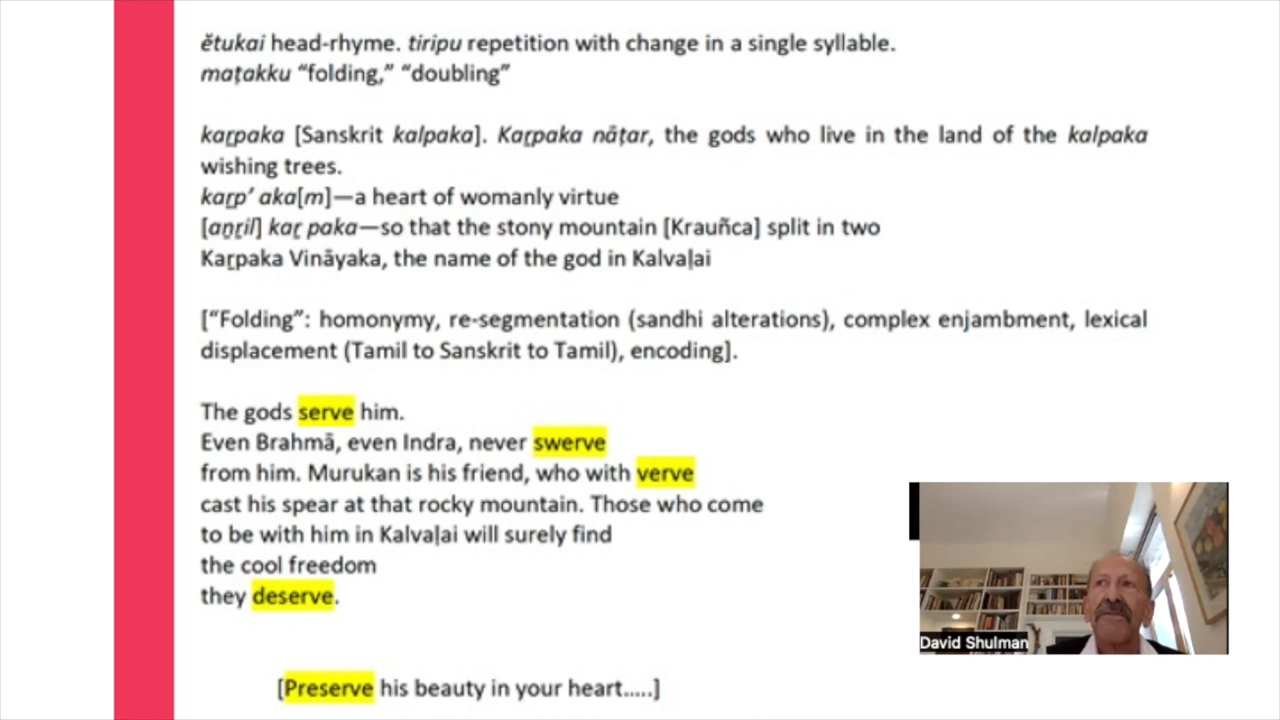 ĕtukai head-rhyme. tiripu repetition with change in a single syllable.
maṭakku “folding,” “doubling”
kaṟpaka [Sanskrit kalpaka]. Kaṟpaka nāṭar, the gods who live in the land of the kalpaka
wishing trees.
kaṟp’ aka[m]—a heart of womanly virtue
[aṉṟil] kaṟ paka—so that the stony mountain [Krauñca] split in two
Kaṟpaka Vināyaka, the name of the god in Kalvaḷai
[“Folding”: homonymy, re-segmentation (sandhi alterations), complex enjambment, lexical
displacement (Tamil to Sanskrit to Tamil), encoding].
The gods serve him.
Even Brahmā, even Indra, never swerve
from him. Murukan is his friend, who with verve
cast his spear at that rocky mountain. Those who come
to be with him in Kalvaḷai will surely find
the cool freedom
they deserve.
[Preserve his beauty in your heart.....]
David Shulman